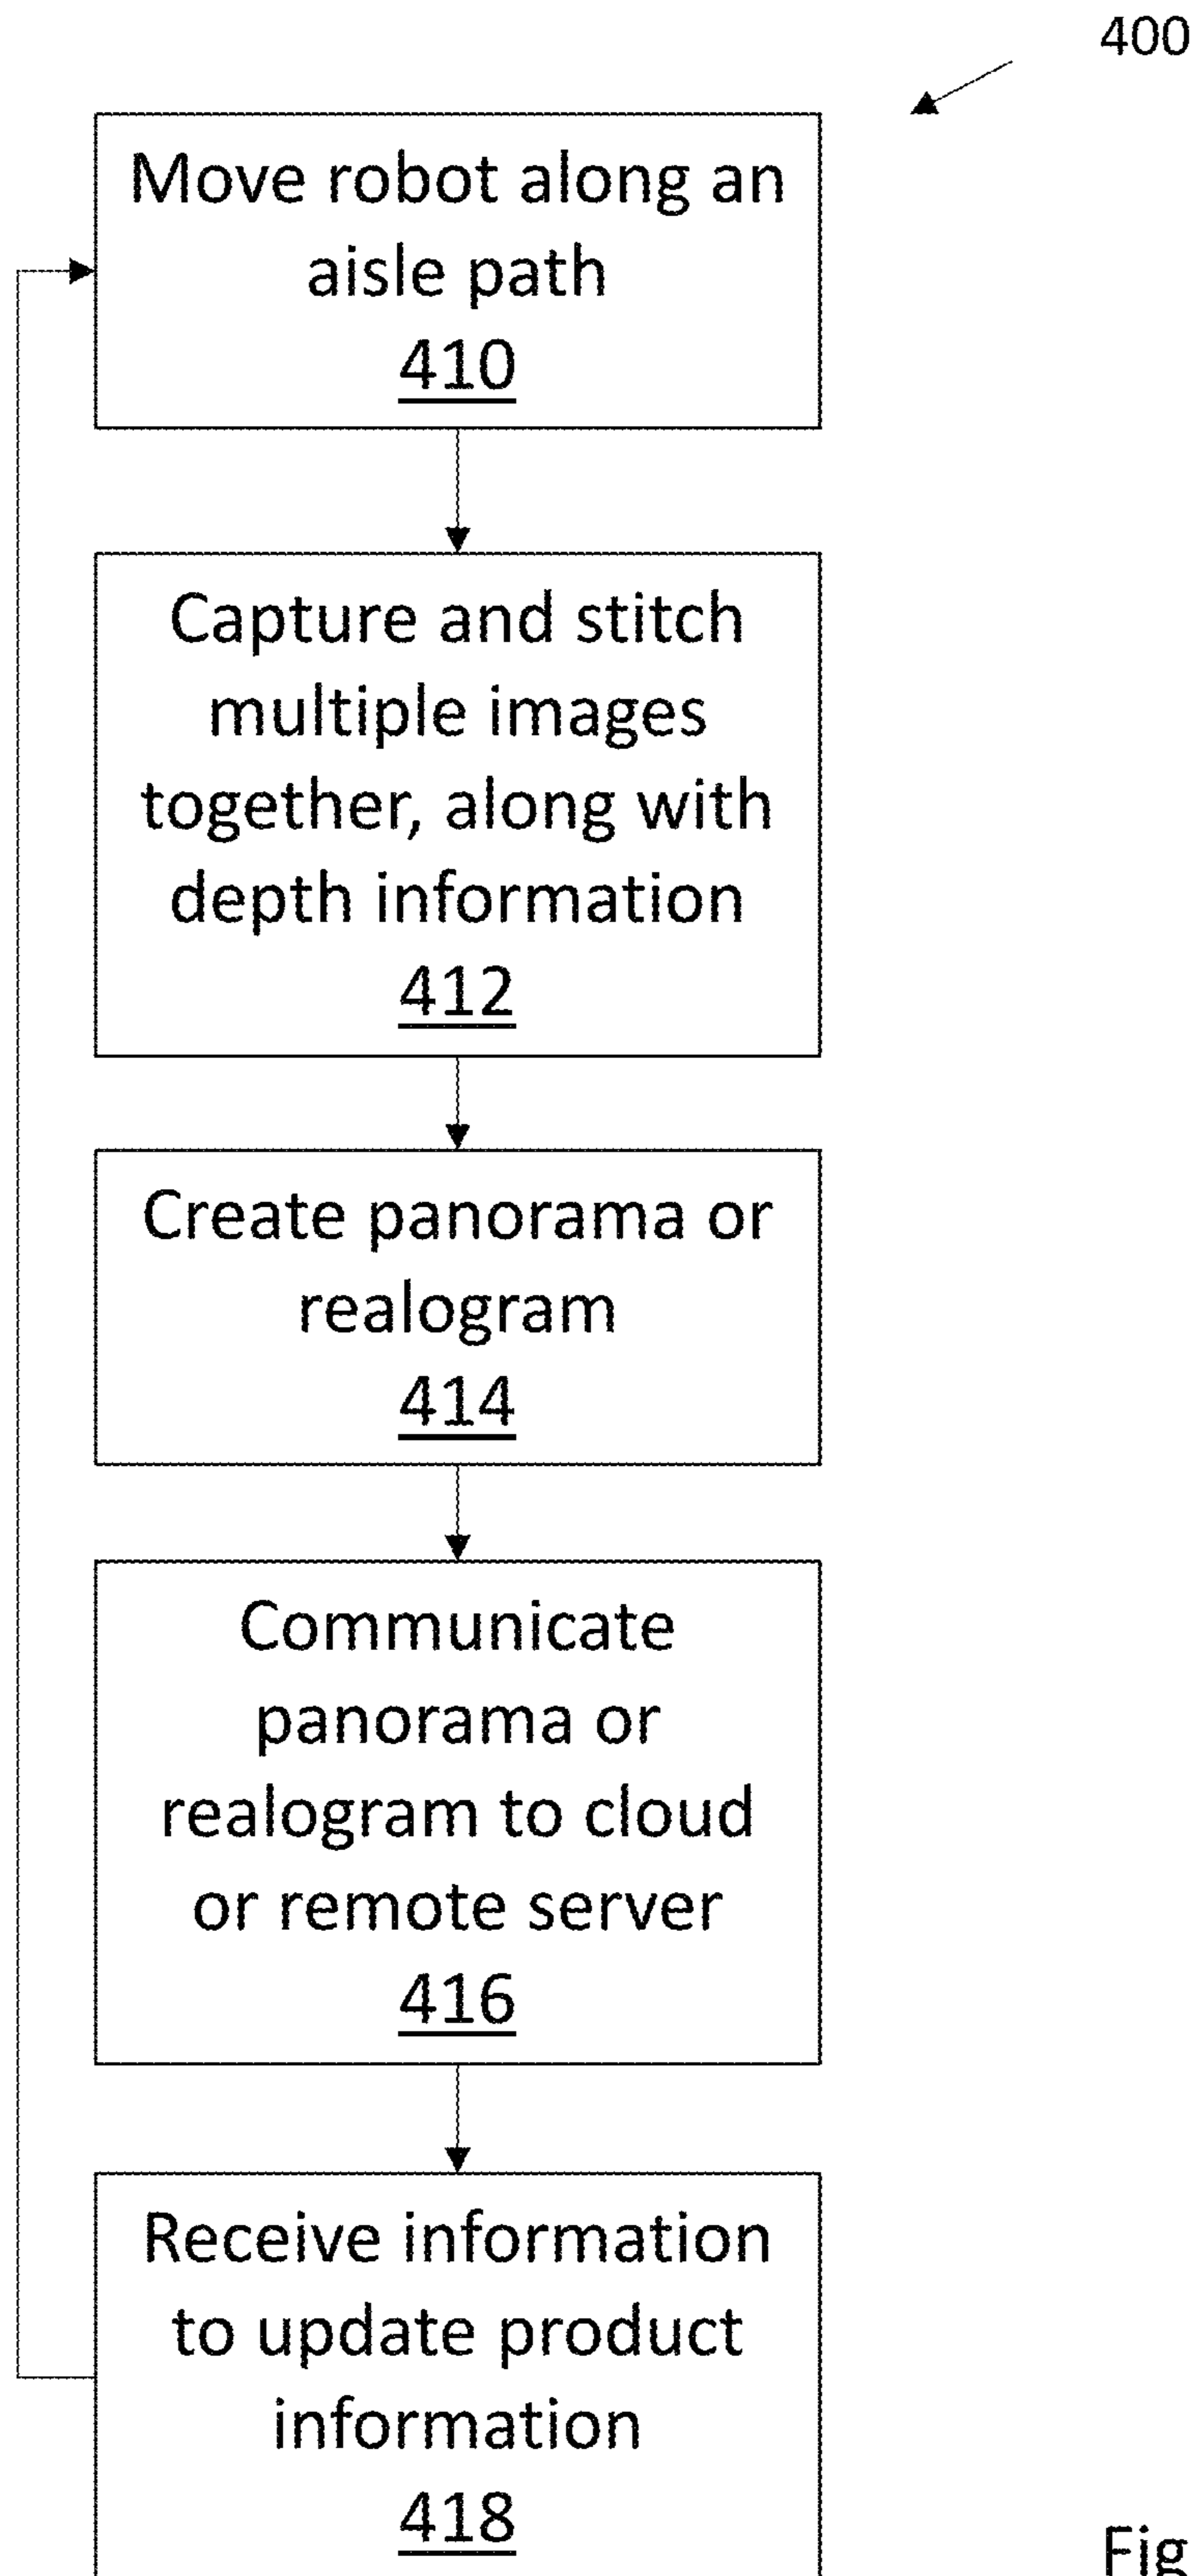 400
Move robot along an
aisle path
410
Capture and stitch
multiple images
together, along with
depth information
412
Create panorama or
realogram
414
Communicate
panorama or
realogram to cloud
or remote server
416
Receive information
to update product
information
418
Fig